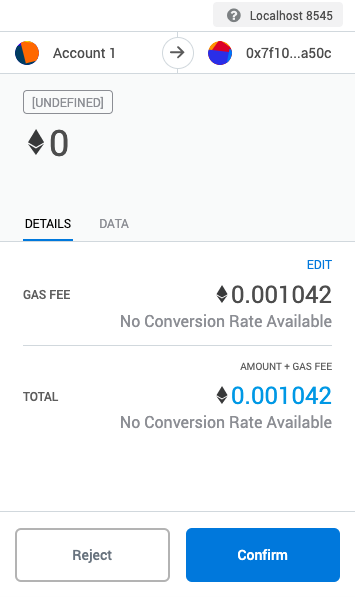 Localhost 8545
Account 1
0x7f10...a50c
[UNDEFINED]
0
DETAILS DATA
EDIT
GAS FEE 0.001042
No Conversion Rate Available
AMOUNT + GAS FEE
TOTAL 0.001042
No Conversion Rate Available
Reject Confirm